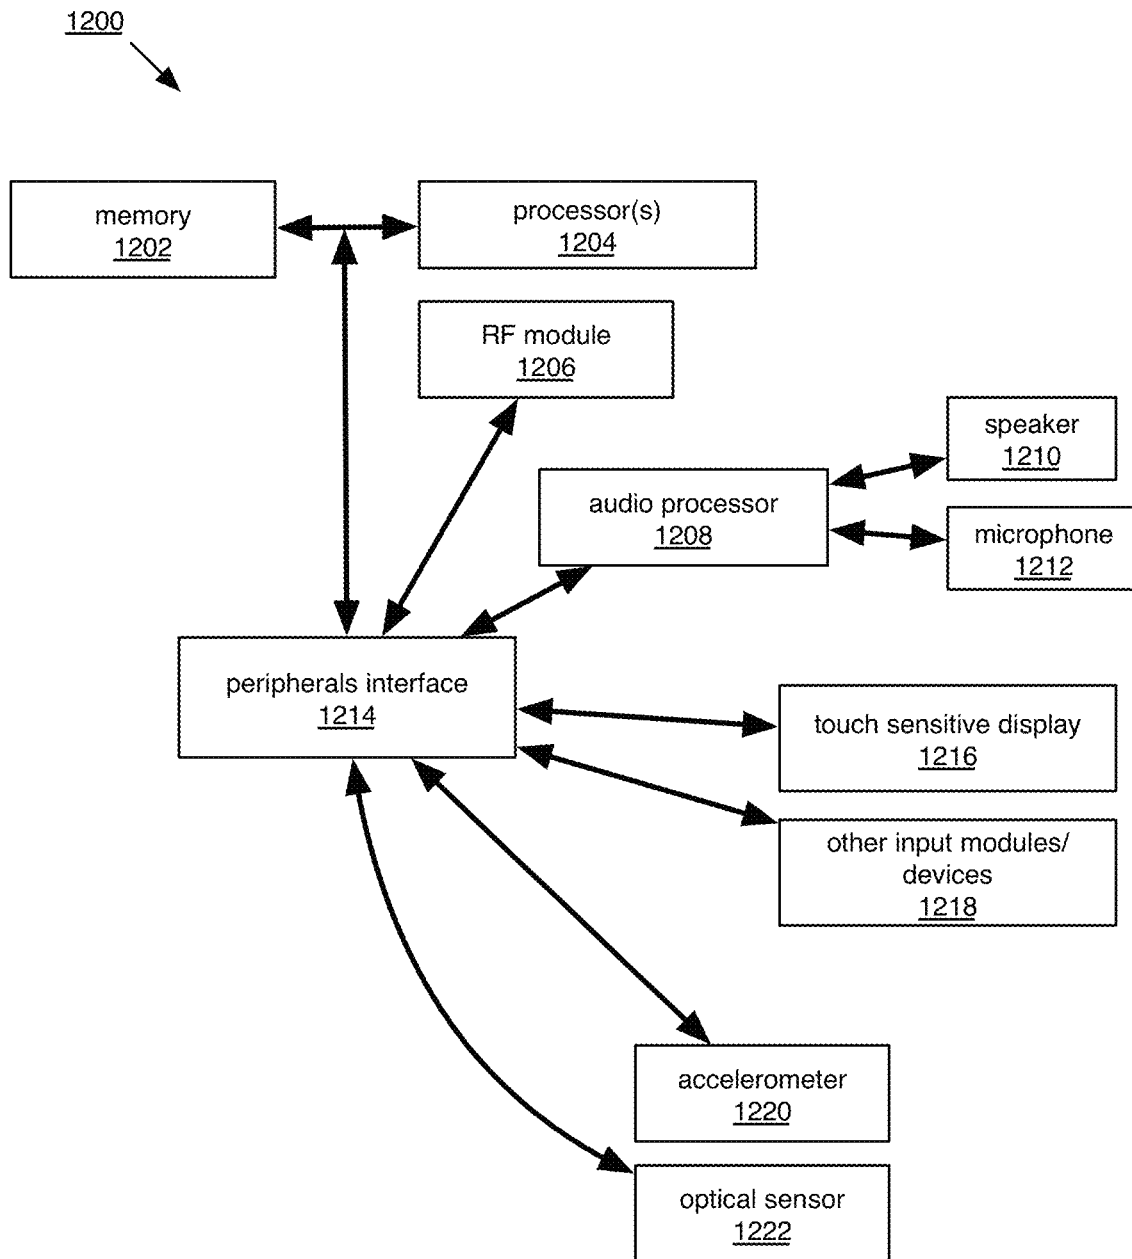 1200
memory
1202
processor(s)
1204
RF module
1206
speaker
1210
audio processor
1208
microphone
1212
peripherals interface
1214
touch sensitive display
1216
other input modules/
devices
1218
accelerometer
1220
optical sensor
1222